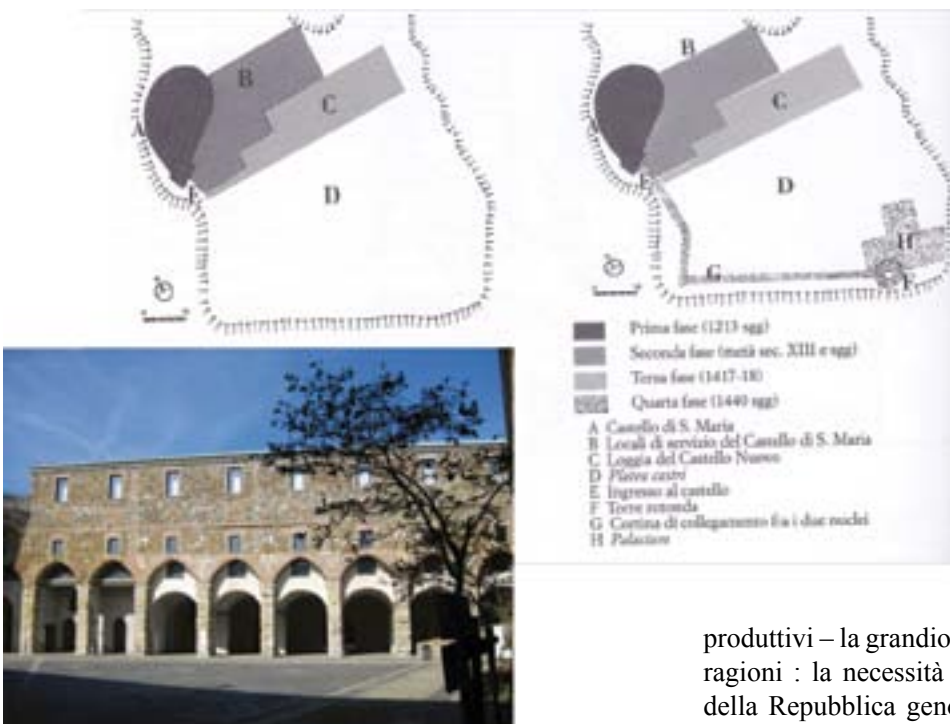 B
C
A
D
E
B
C
D
E
H
G
F
Prima fase (1213 sgg)
Seconda fase (metà sec. XIII e sgg)
Terza fase (1417-18)
Quarta fase (1440 sgg)
A Castello di S. Maria
B Locali di servizio del Castello di S. Maria
C Loggia del Castello Nuovo
D Platea castri
E Ingresso al castello
F Torre rotonda
G Cortina di collegamento fra i due nuclei
H Palacium
produttivi – la grandio
ragioni : la necessità
della Repubblica gen